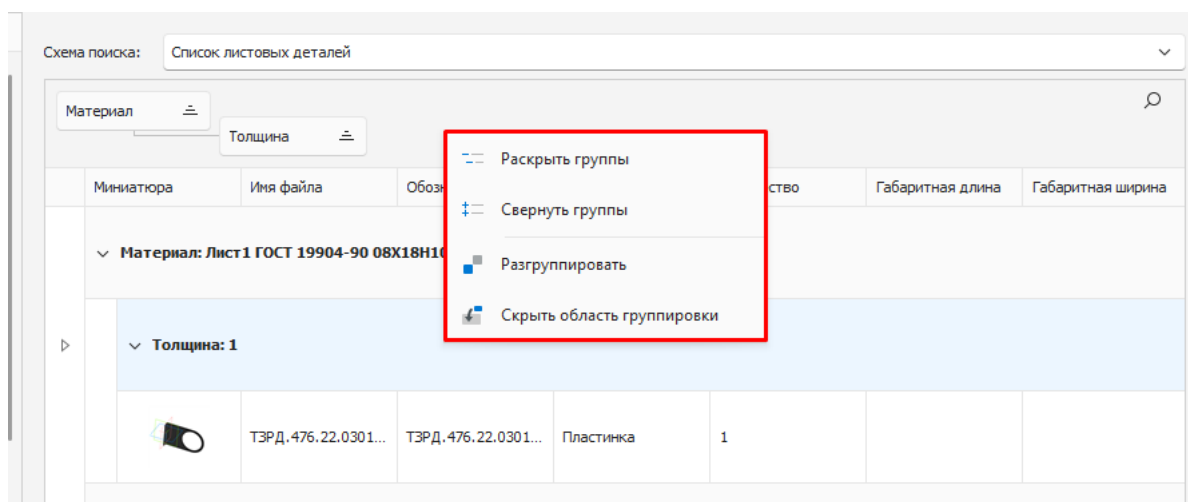 Схема поиска: Список листовых деталей
Материал
Толщина
Раскрыть группы
Свернуть группы
Разгруппировать
Скрыть область группировки
Миниатюра Имя файла Габаритная длина Габаритная ширина
Материал: Лист1 ГОСТ 19904-90
Толщина: 1
ТЗРД.476.22.0301... ТЗРД.476.22.0301... Пластинка 1